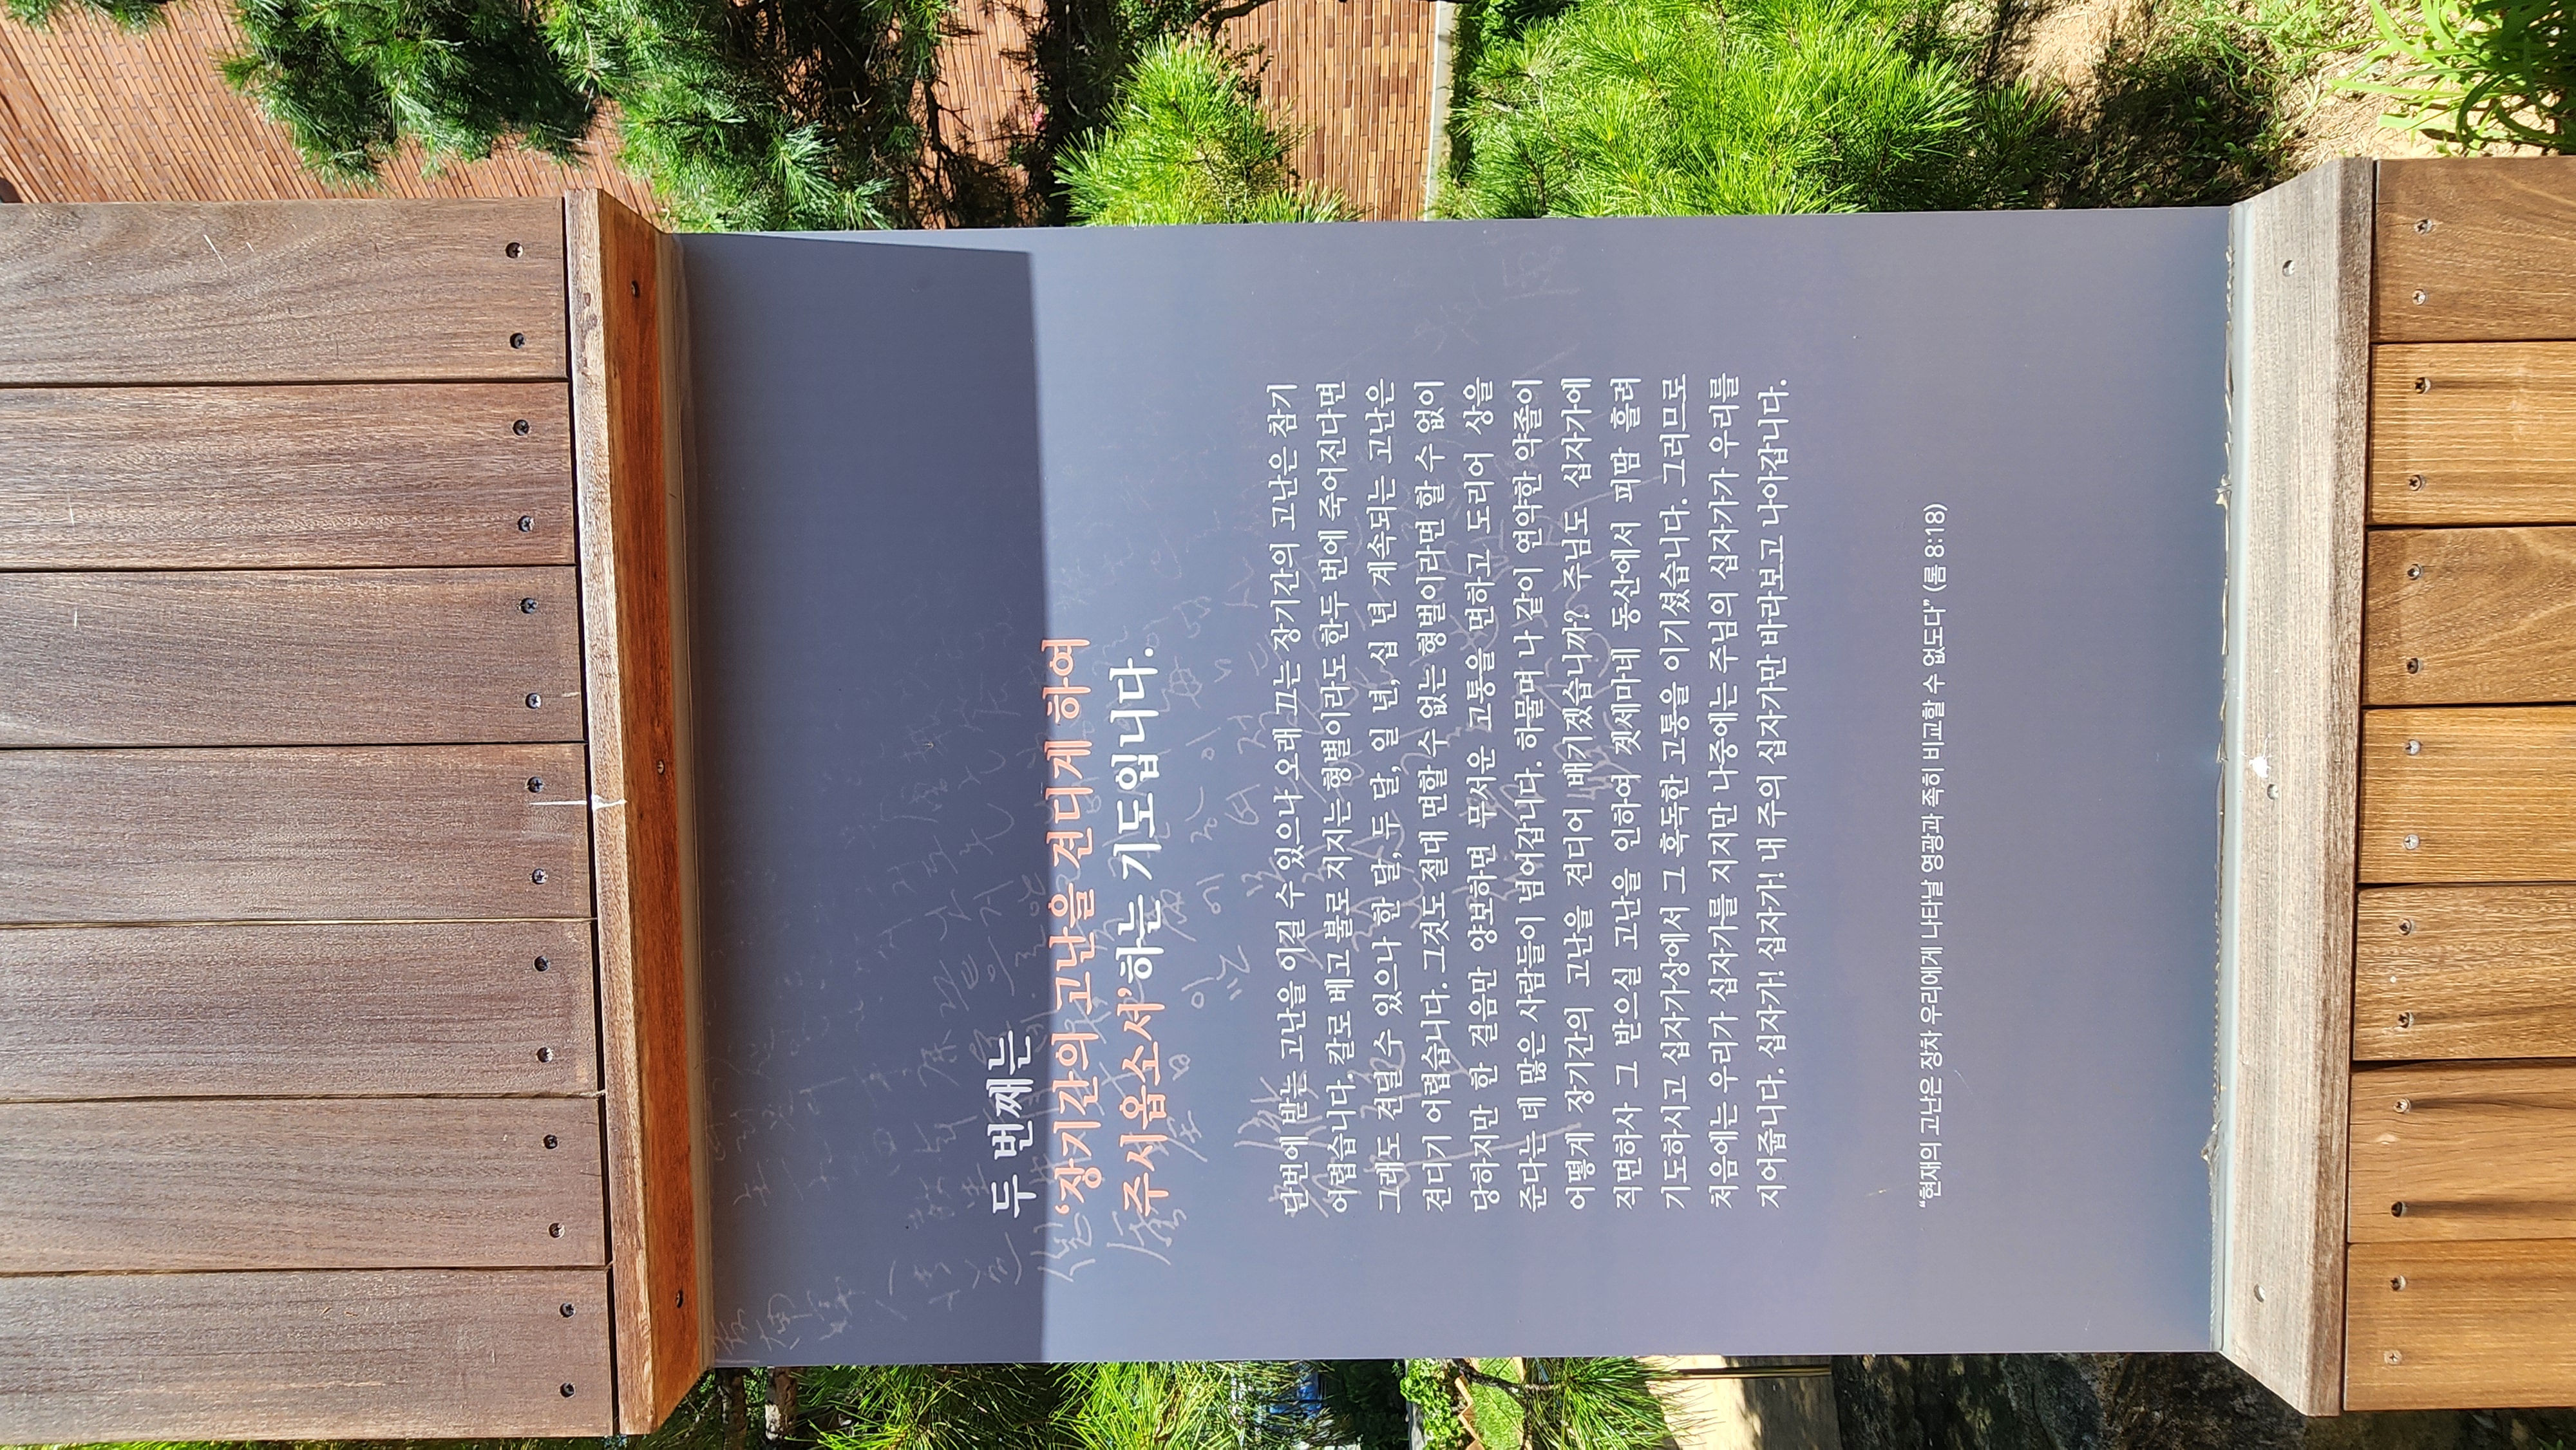 두 번째는
‘장기간의 고난을 견디게 하여
주시옵소서’하는 기도입니다.
단번에 받는 고난을 이길 수 있으나 오래 끄는 장기간의 고난은 참기
어렵습니다. 칼로 베고 불로 지지는 형벌이라도 한두 번에 죽어진다면
그래도 견딜 수 있으나 한 달, 두 달, 일 년, 십 년 계속되는 고난은
견디기 어렵습니다. 그것도 절대 면할 수 없는 형벌이라면 할 수 없이
당하지만 한 걸음만 양보하면 무서운 고통을 면하고 도리어 상을
준다는 데 많은 사람들이 넘어갑니다. 하물며 나 같이 연약한 약졸이
어떻게 장기간의 고난을 견디어 배기겠습니까? 주님도 십자가에
직면하사 그 받으실 고난을 인하여 겟세마네 동산에서 피땀 흘려
기도하시고 십자가상에서 그 혹독한 고통을 이기셨습니다. 그러므로
처음에는 우리가 십자가를 지지만 나중에는 주님의 십자가가 우리를
지어줍니다. 십자가! 십자가! 내 주의 십자가만 바라보고 나아갑니다.
“현재의 고난은 장차 우리에게 나타날 영광과 족히 비교할 수 없도다” (롬 8:18)